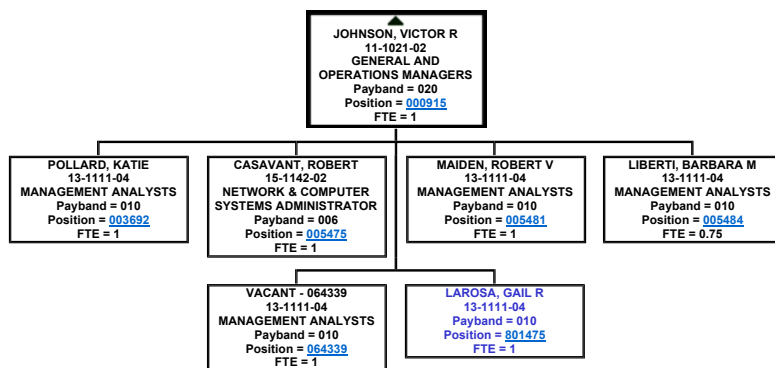 JOHNSON, VICTOR R
11-1021-02
GENERAL AND
OPERATIONS MANAGERS
Payband = 020
Position = 000915
FTE = 1
POLLARD, KATIE
13-1111-04
MANAGEMENT ANALYSTS
Payband = 010
Position = 003692
FTE = 1
CASAVANT, ROBERT
15-1142-02
NETWORK & COMPUTER
SYSTEMS ADMINISTRATOR
Payband = 006
Position = 005475
FTE = 1
MAIDEN, ROBERT V
13-1111-04
MANAGEMENT ANALYSTS
Payband = 010
Position = 005481
FTE = 1
LIBERTI, BARBARA M
13-1111-04
MANAGEMENT ANALYSTS
Payband = 010
Position = 005484
FTE = 0.75
VACANT - 064339
13-1111-04
MANAGEMENT ANALYSTS
Payband = 010
Position = 064339
FTE = 1
LAROSA, GAIL R
13-1111-04
Payband = 010
Position = 801475
FTE = 1